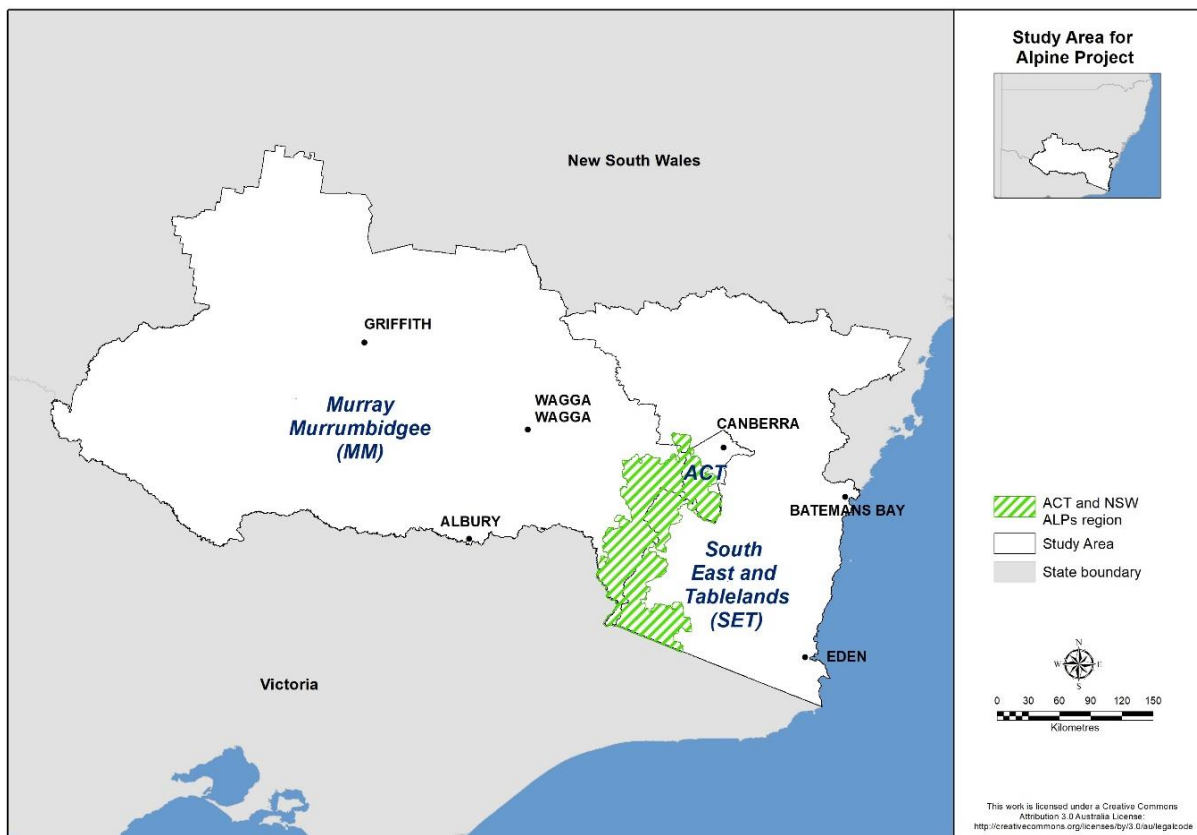 Study Area for
Alpine Project
New South Wales
GRIFFITH
Murray
Murrumbidgee
(MM)
WAGGA
WAGGA
CANBERRA
ACT
BATEMANS BAY
ALBURY
South
East and
Tablelands
(SET)
EDEN
Victoria
ACT and NSW
ALPs region
Study Area
State boundary
N
W E
S
0 30 60 90 120 150
Kilometres
This work is licensed under a Creative Commons
Attribution 3.0 Australia License:
http://creativecommons.org/licenses/by/3.0/au/legalcode